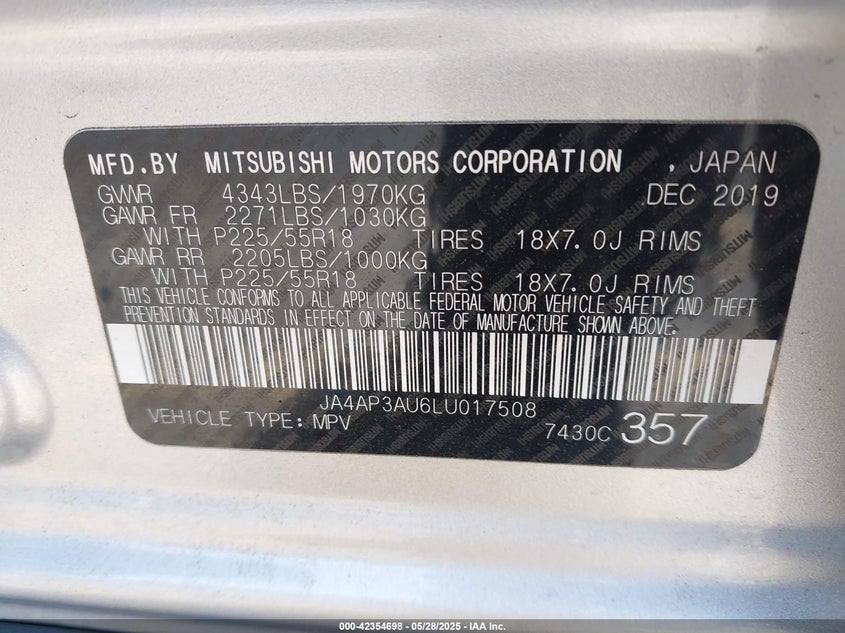 MFD.BY MITSUBISHI MOTORS CORPORATION , JAPAN
GVWR 4343LBS/1970KG DEC 2019
GAWR FR 2271LBS/1030KG
WITH P225/55R18 TIRES 18X7.0J RIMS
GAWR RR 2205LBS/1000KG
WITH P225/55R18 TIRES 18X7.0J RIMS
THIS VEHICLE CONFORMS TO ALL APPLICABLE FEDERAL MOTOR VEHICLE SAFETY AND THEFT
PREVENTION STANDARDS IN EFFECT ON THE DATE OF MANUFACTURE SHOWN ABOVE.
JA4AP3AU6LU017508
VEHICLE TYPE: MPV 7430C 357
000-42354698 - 05/28/2025 - IAA Inc.